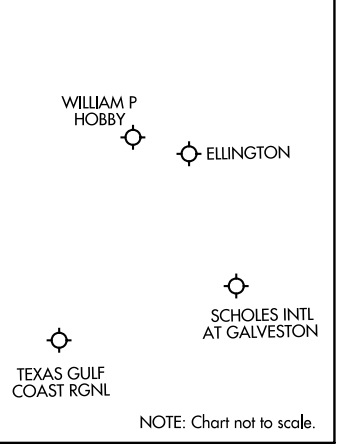 WILLIAM P
HOBBY
ELLINGTON
SCHOLES INTL
AT GALVESTON
TEXAS GULF
COAST RGNL
NOTE: Chart not to scale.